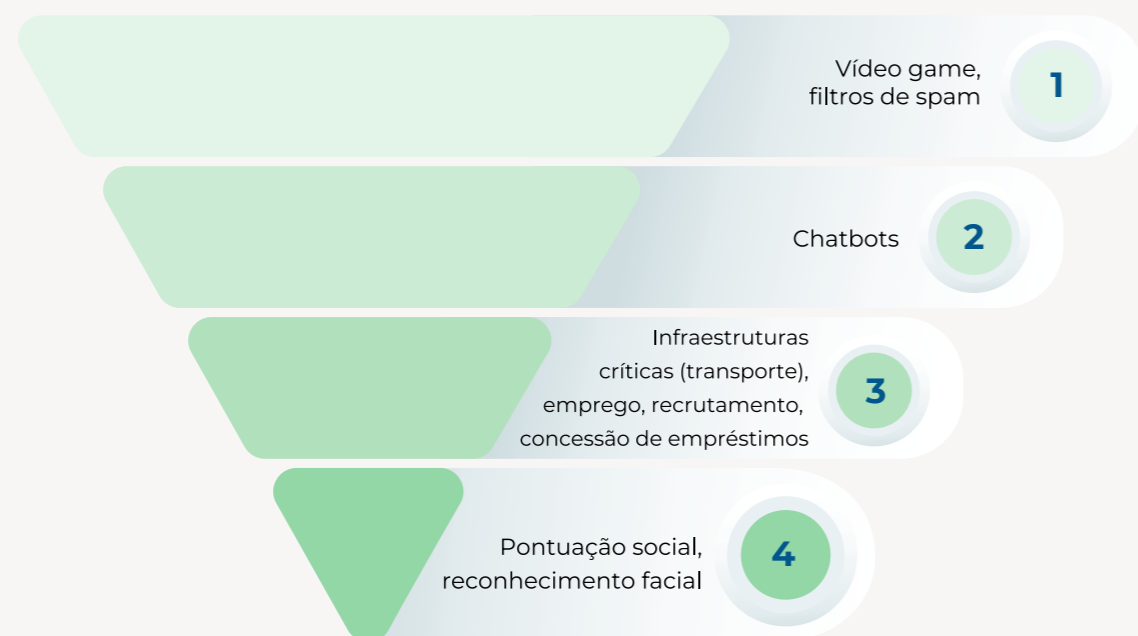 Vídeo game,
filtros de spam
1
Chatbots
2
Infraestruturas
críticas (transporte),
emprego, recrutamento,
concessão de empréstimos
3
Pontuação social,
reconhecimento facial
4